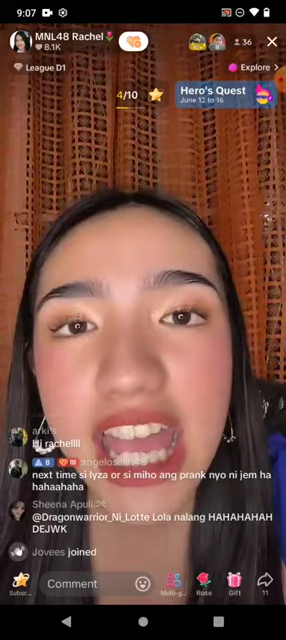 9:07
MNL48 Rachel
8.1K
36
League D1
Explore >
4/10
Hero's Quest
June 12 to 16
arki's
Hi rachellll
8
angelo
next time si lyza or si miho ang prank nyo ni jem ha
hahaahaha
Sheena Apuli
@Dragonwarrior_Ni_Lotte Lola nalang HAHAHAHAH
DEJWK
Jovees joined
Subsc...
Comment
Multi-g...
Rose
Gift
11